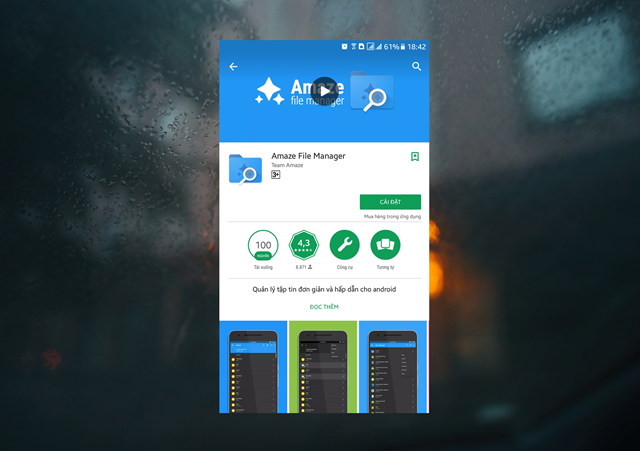 61% 18:42
Amaze
file manager
Amaze File Manager
Team Amaze
3+
CÀI ĐẶT
Mua hàng trong ứng dụng
100
NGHÌN
4,3
Tải xuống
8.871
Công cụ
Tương tự
Quản lý tập tin đơn giản và hấp dẫn cho android
ĐỌC THÊM